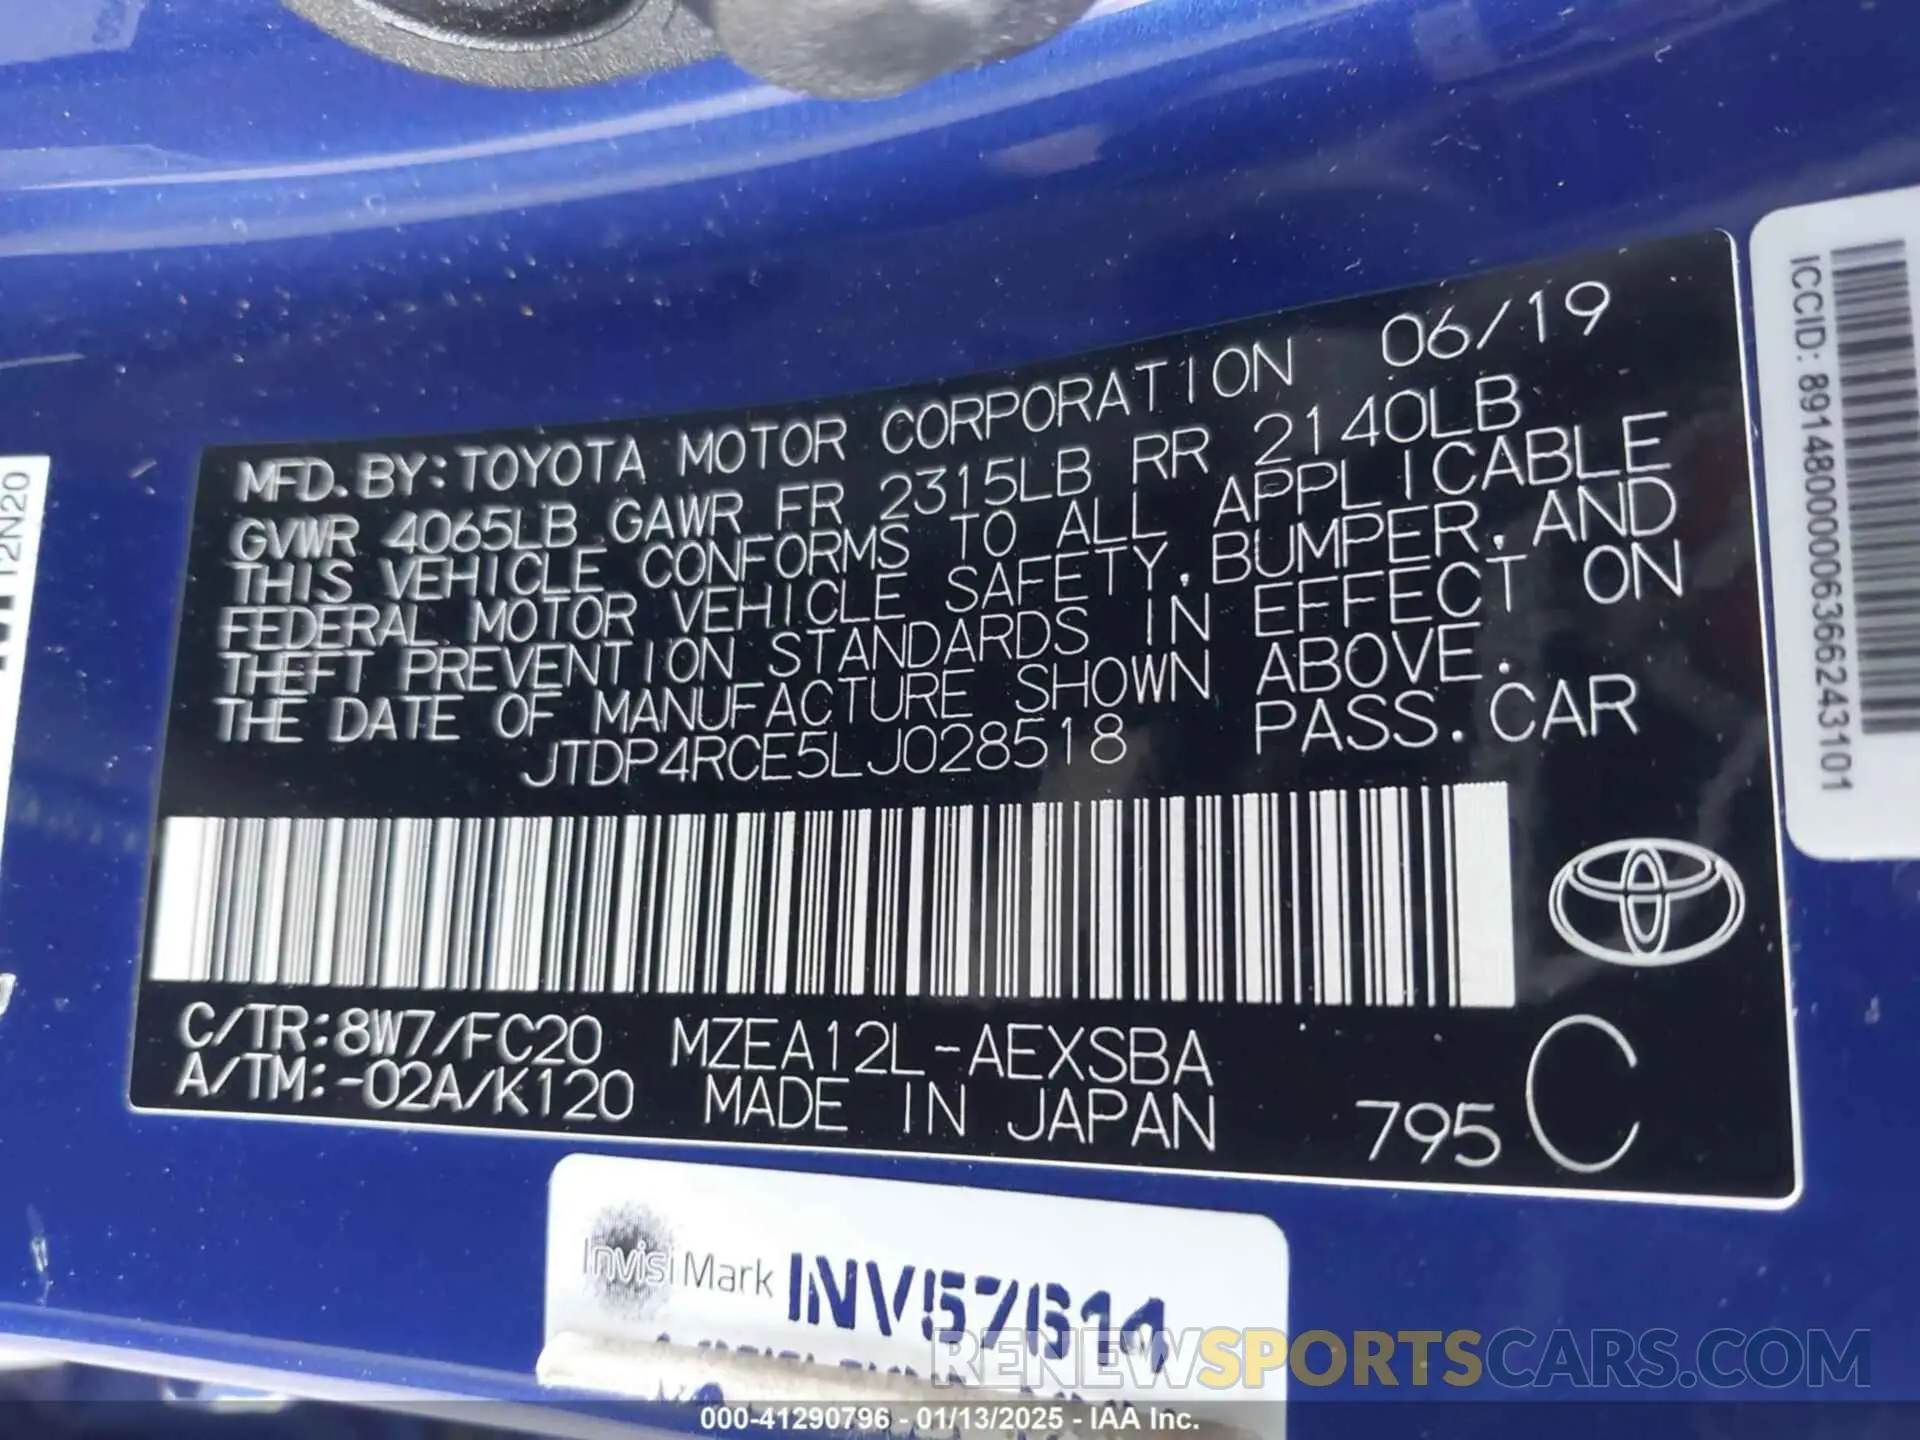 MFD. BY: TOYOTA MOTOR CORPORATION 06/19
GVWR 4065LB GAWR FR 2315LB RR 2140LB
THIS VEHICLE CONFORMS TO ALL APPLICABLE
FEDERAL MOTOR VEHICLE SAFETY, BUMPER, AND
THEFT PREVENTION STANDARDS IN EFFECT ON
THE DATE OF MANUFACTURE SHOWN ABOVE.
JTDP4RCE5LJ028518 PASS. CAR
C/TR:8W7/FC20 MZEA12L-AEXSBA
A/TM:-02A/K120 MADE IN JAPAN 795 C
ICCID: 89148000006366243101
12N20
InvisiMark INV57614
RENEWSPORTSCARS.COM
000-41290796 - 01/13/2025 - IAA Inc.